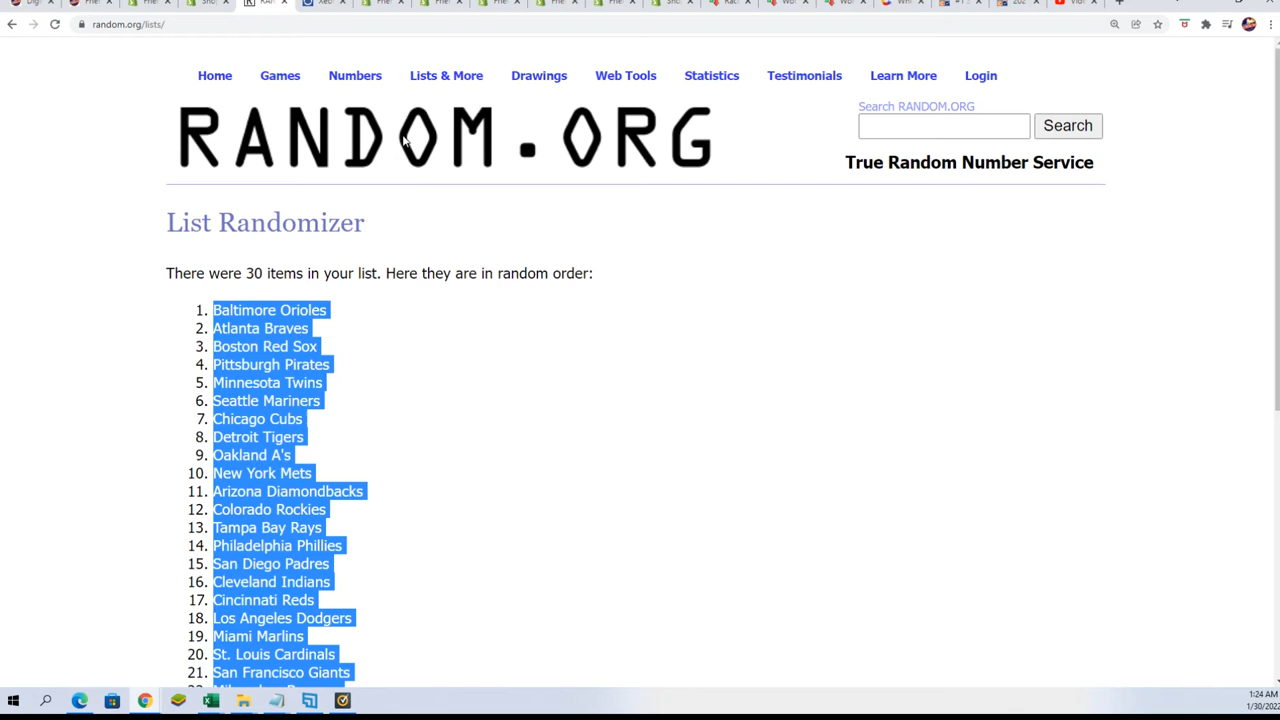 random.org/lists/
Home Games Numbers Lists & More Drawings Web Tools Statistics Testimonials Learn More Login
RANDOM.ORG
Search RANDOM.ORG
Search
True Random Number Service
List Randomizer
There were 30 items in your list. Here they are in random order:
1. Baltimore Orioles
2. Atlanta Braves
3. Boston Red Sox
4. Pittsburgh Pirates
5. Minnesota Twins
6. Seattle Mariners
7. Chicago Cubs
8. Detroit Tigers
9. Oakland A's
10. New York Mets
11. Arizona Diamondbacks
12. Colorado Rockies
13. Tampa Bay Rays
14. Philadelphia Phillies
15. San Diego Padres
16. Cleveland Indians
17. Cincinnati Reds
18. Los Angeles Dodgers
19. Miami Marlins
20. St. Louis Cardinals
21. San Francisco Giants
1:24 AM